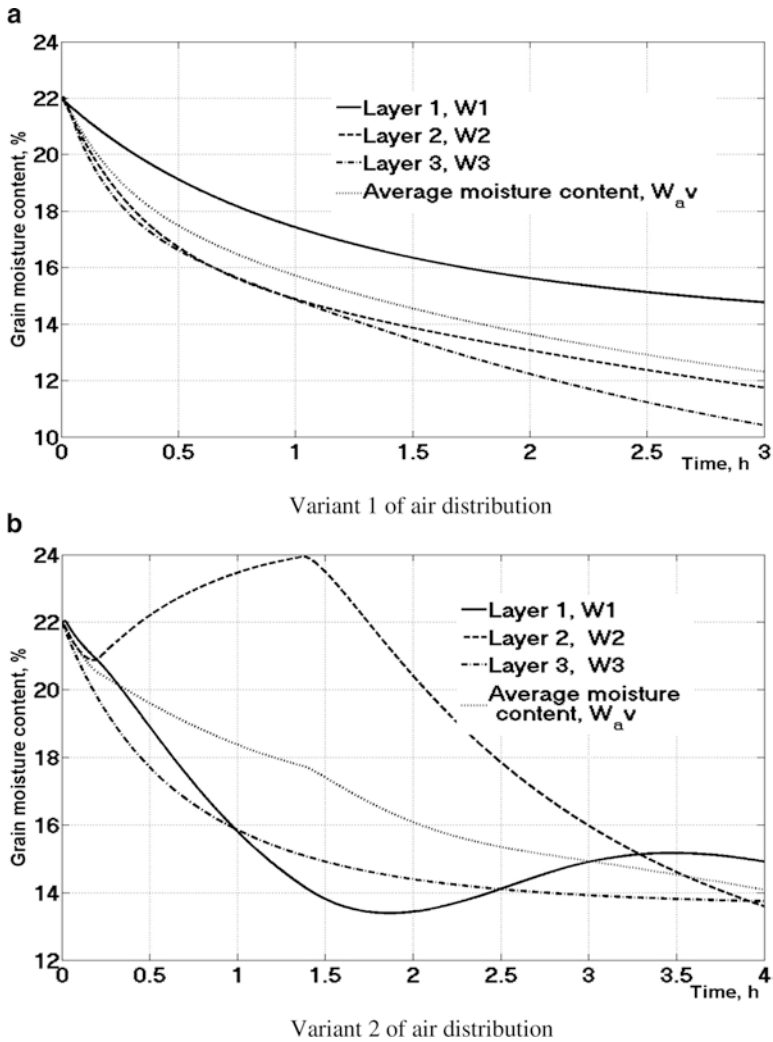 a
24
22
20
18
16
14
12
10
Grain moisture content, %
Layer 1, W1
Layer 2, W2
Layer 3, W3
Average moisture content, W_av
0 0.5 1 1.5 2 2.5 3
Time, h
Variant 1 of air distribution
b
24
22
20
18
16
14
12
Grain moisture content, %
Layer 1, W1
Layer 2, W2
Layer 3, W3
Average moisture
content, W_av
0 0.5 1 1.5 2 2.5 3 3.5 4
Time, h
Variant 2 of air distribution